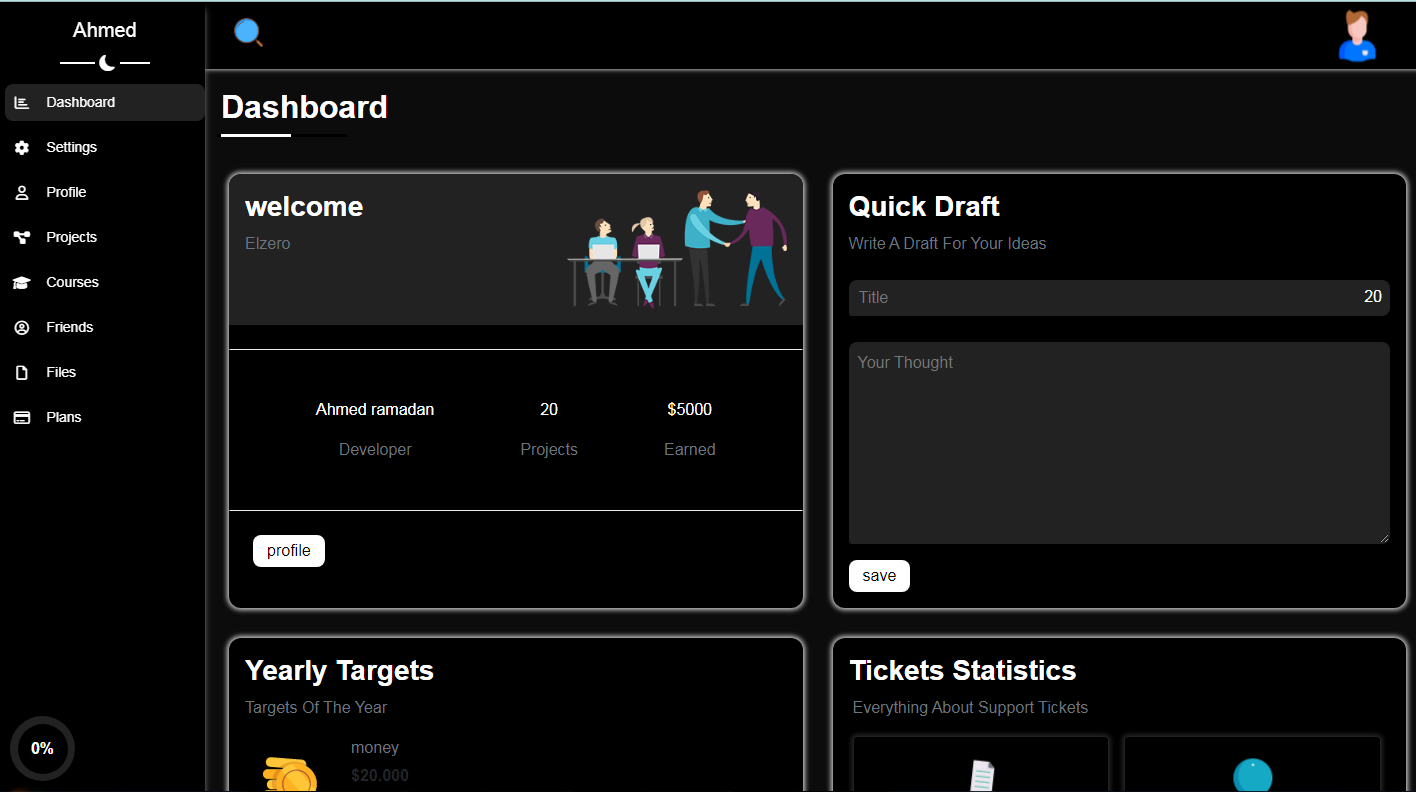 Ahmed
Dashboard
Settings
Profile
Projects
Courses
Friends
Files
Plans
0%
Dashboard
welcome
Elzero
Ahmed ramadan 20 $5000
Developer Projects Earned
profile
Quick Draft
Write A Draft For Your Ideas
Title 20
Your Thought
save
Yearly Targets
Targets Of The Year
money
$20.000
Tickets Statistics
Everything About Support Tickets